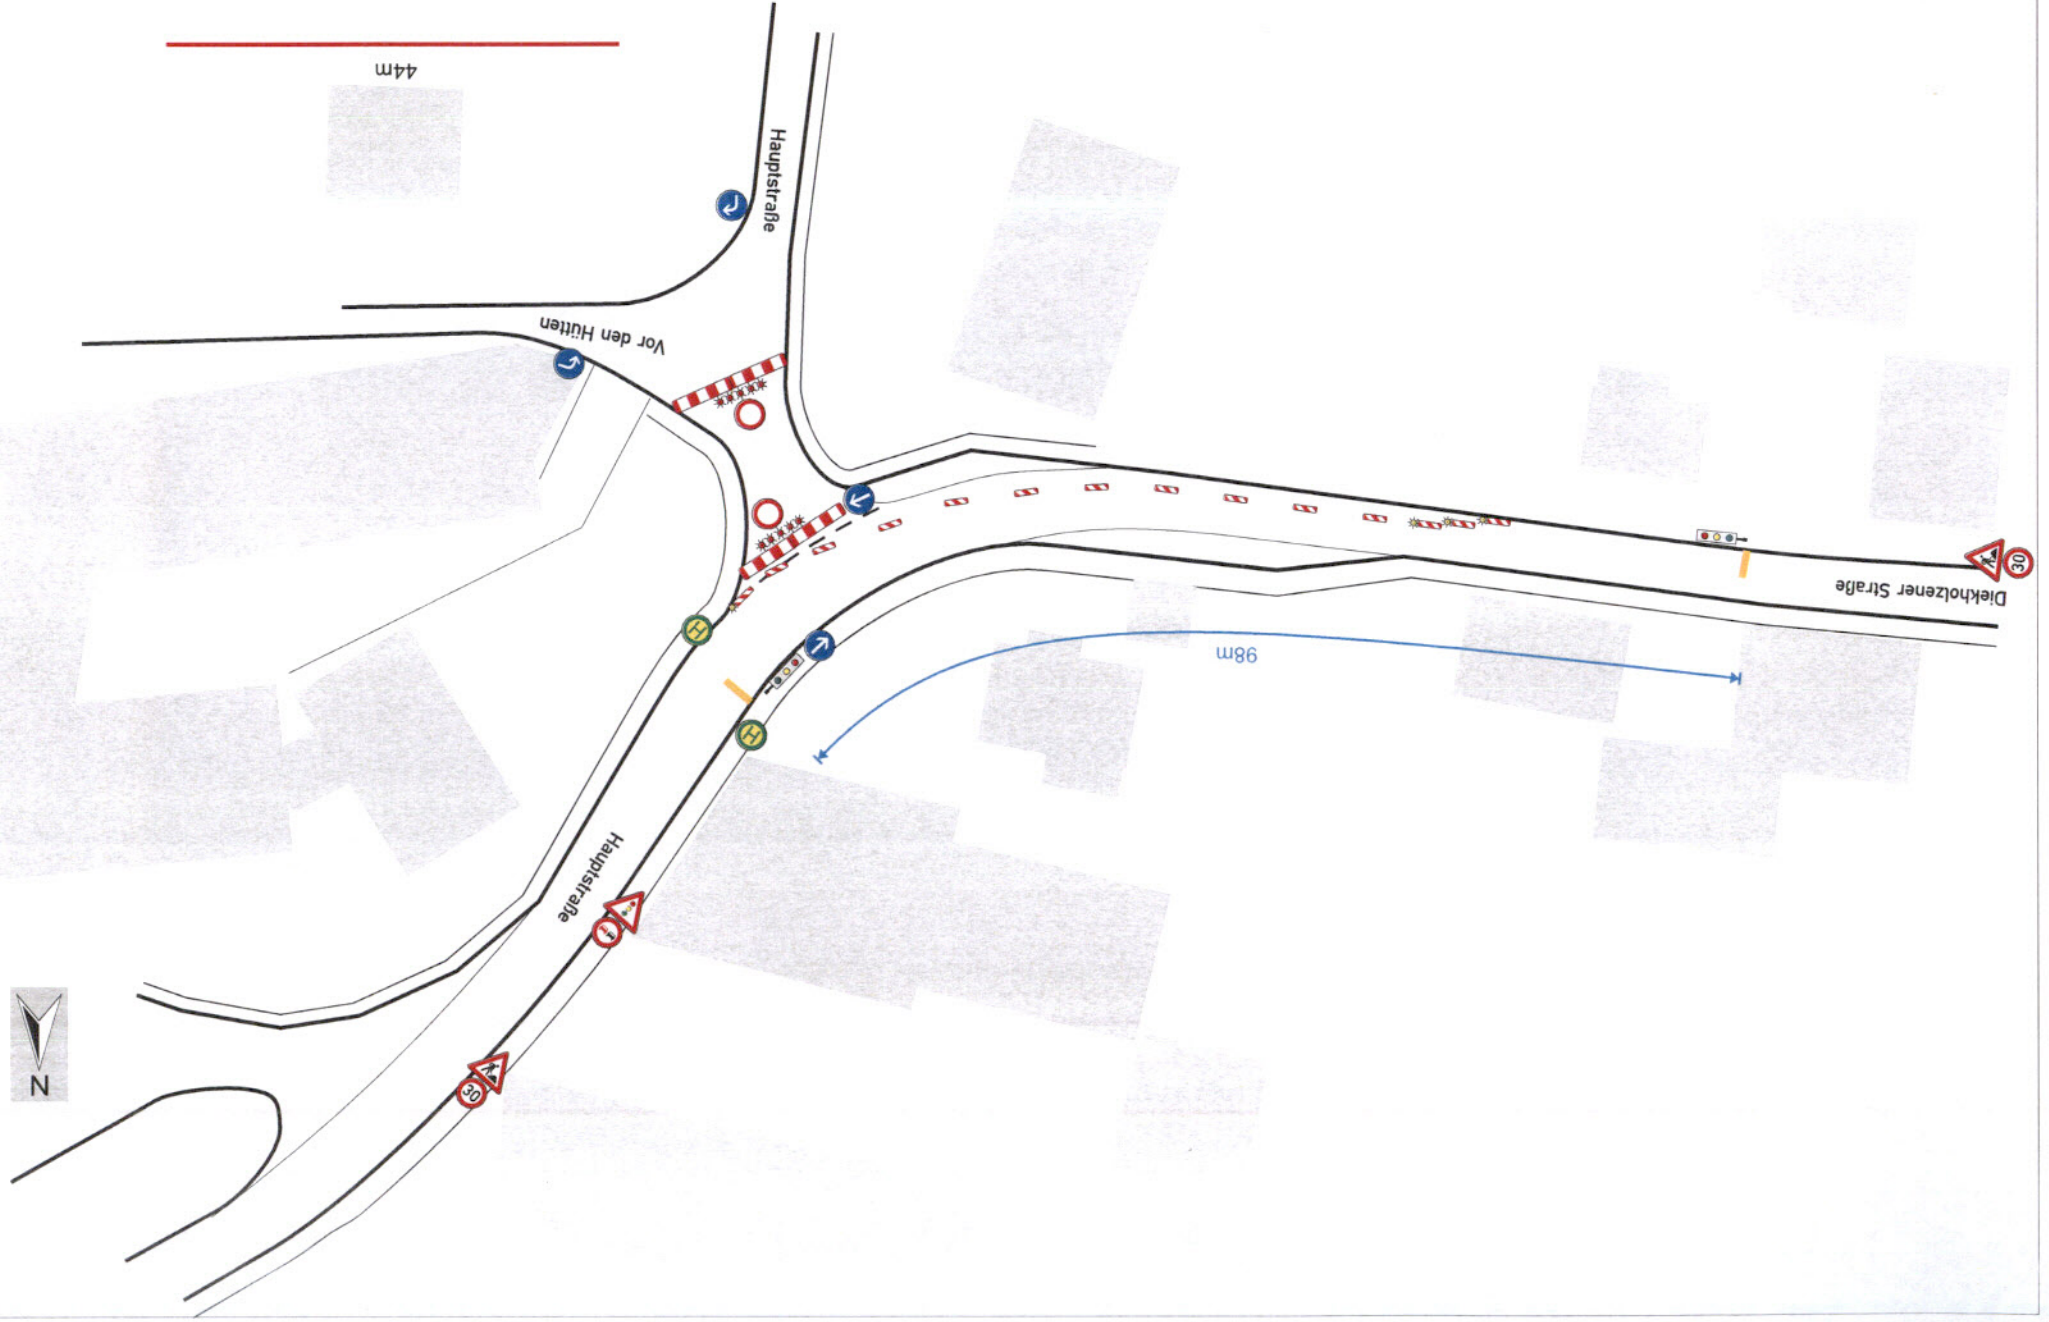 44m
Hauptstraße
Vor den Hütten
30
Diekholzener Straße
H
98m
H
Hauptstraße
30
N